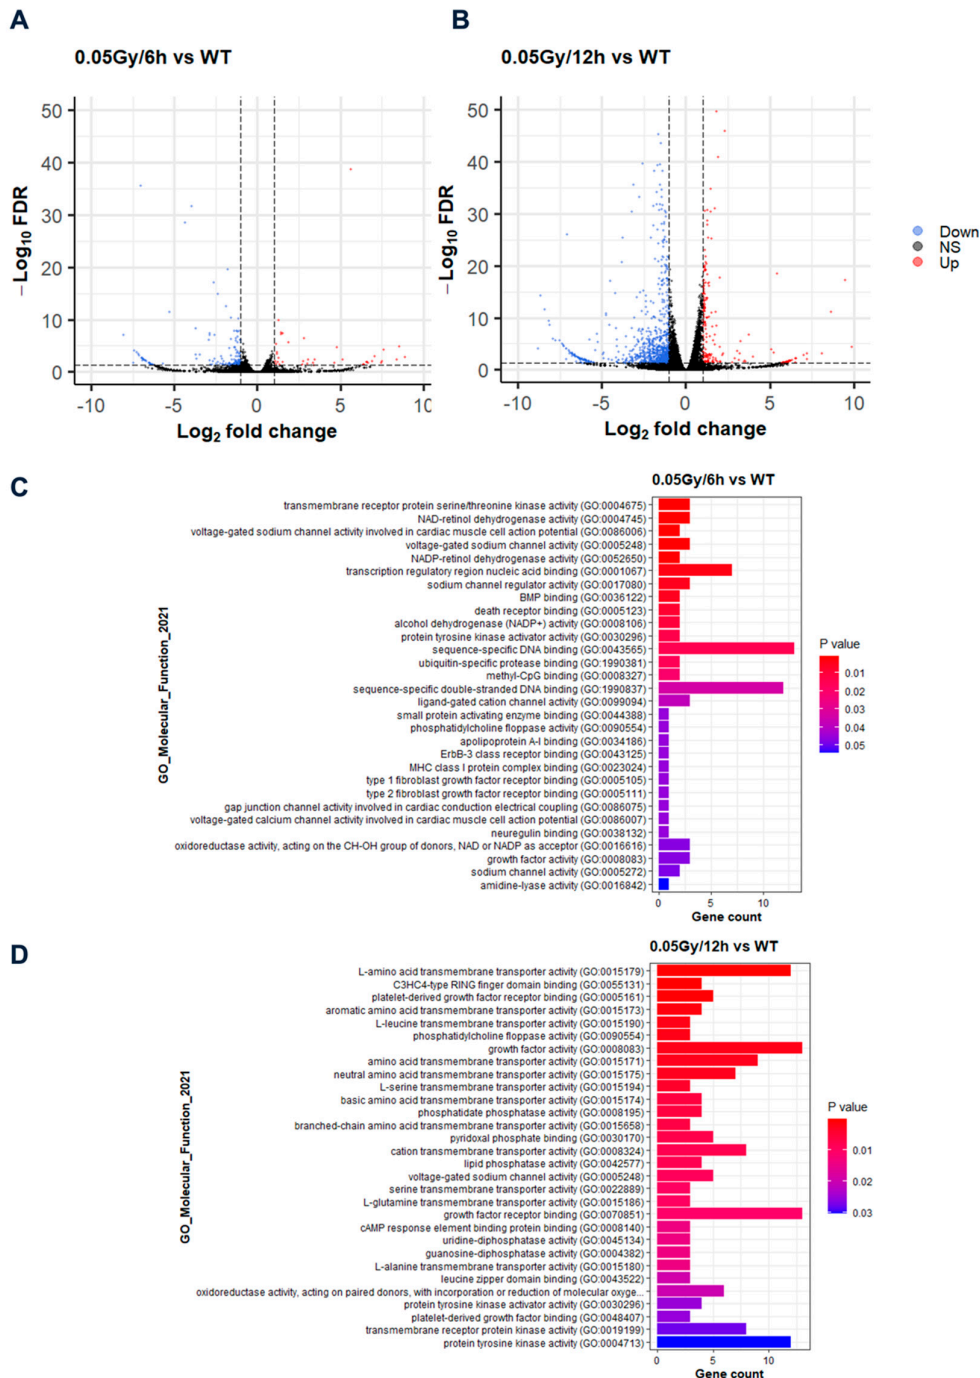 A
B
0.05Gy/6h vs WT
0.05Gy/12h vs WT
50
40
30
20
10
0
− Log10 FDR
-10
-5
0
5
10
Log2 fold change
50
40
30
20
10
0
− Log10 FDR
-10
-5
0
5
10
Log2 fold change
Down
NS
Up
C
0.05Gy/6h vs WT
GO_Molecular_Function_2021
transmembrane receptor protein serine/threonine kinase activity (GO:0004675)
NAD-retinol dehydrogenase activity (GO:0004745)
voltage-gated sodium channel activity involved in cardiac muscle cell action potential (GO:0086006)
voltage-gated sodium channel activity (GO:0005248)
NADP-retinol dehydrogenase activity (GO:0052650)
transcription regulatory region nucleic acid binding (GO:0001067)
sodium channel regulator activity (GO:0017080)
BMP binding (GO:0036122)
death receptor binding (GO:0005123)
alcohol dehydrogenase (NADP+) activity (GO:0008106)
protein tyrosine kinase activator activity (GO:0030296)
sequence-specific DNA binding (GO:0043565)
ubiquitin-specific protease binding (GO:1990381)
methyl-CpG binding (GO:0008327)
sequence-specific double-stranded DNA binding (GO:1990837)
ligand-gated cation channel activity (GO:0099094)
small protein activating enzyme binding (GO:0044388)
phosphatidylcholine floppase activity (GO:0090554)
apolipoprotein A-I binding (GO:0034186)
ErbB-3 class receptor binding (GO:0043125)
MHC class I protein complex binding (GO:0023024)
type 1 fibroblast growth factor receptor binding (GO:0005105)
type 2 fibroblast growth factor receptor binding (GO:0005111)
gap junction channel activity involved in cardiac conduction electrical coupling (GO:0086075)
voltage-gated calcium channel activity involved in cardiac muscle cell action potential (GO:0086007)
neuregulin binding (GO:0038132)
oxidoreductase activity, acting on the CH-OH group of donors, NAD or NADP as acceptor (GO:0016616)
growth factor activity (GO:0008083)
sodium channel activity (GO:0005272)
amidine-lyase activity (GO:0016842)
0
5
10
Gene count
P value
0.01
0.02
0.03
0.04
0.05
D
0.05Gy/12h vs WT
GO_Molecular_Function_2021
L-amino acid transmembrane transporter activity (GO:0015179)
C3HC4-type RING finger domain binding (GO:0055131)
platelet-derived growth factor receptor binding (GO:0005161)
aromatic amino acid transmembrane transporter activity (GO:0015173)
L-leucine transmembrane transporter activity (GO:0015190)
phosphatidylcholine floppase activity (GO:0090554)
growth factor activity (GO:0008083)
amino acid transmembrane transporter activity (GO:0015171)
neutral amino acid transmembrane transporter activity (GO:0015175)
L-serine transmembrane transporter activity (GO:0015194)
basic amino acid transmembrane transporter activity (GO:0015174)
phosphatidate phosphatase activity (GO:0008195)
branched-chain amino acid transmembrane transporter activity (GO:0015658)
pyridoxal phosphate binding (GO:0030170)
cation transmembrane transporter activity (GO:0008324)
lipid phosphatase activity (GO:0042577)
voltage-gated sodium channel activity (GO:0005248)
serine transmembrane transporter activity (GO:0022889)
L-glutamine transmembrane transporter activity (GO:0015186)
growth factor receptor binding (GO:0070851)
cAMP response element binding protein binding (GO:0008140)
uridine-diphosphatase activity (GO:0045134)
guanosine-diphosphatase activity (GO:0004382)
L-alanine transmembrane transporter activity (GO:0015180)
leucine zipper domain binding (GO:0043522)
oxidoreductase activity, acting on paired donors, with incorporation or reduction of molecular oxyge...
protein tyrosine kinase activator activity (GO:0030296)
platelet-derived growth factor binding (GO:0048407)
transmembrane receptor protein kinase activity (GO:0019199)
protein tyrosine kinase activity (GO:0004713)
0
5
10
Gene count
P value
0.01
0.02
0.03